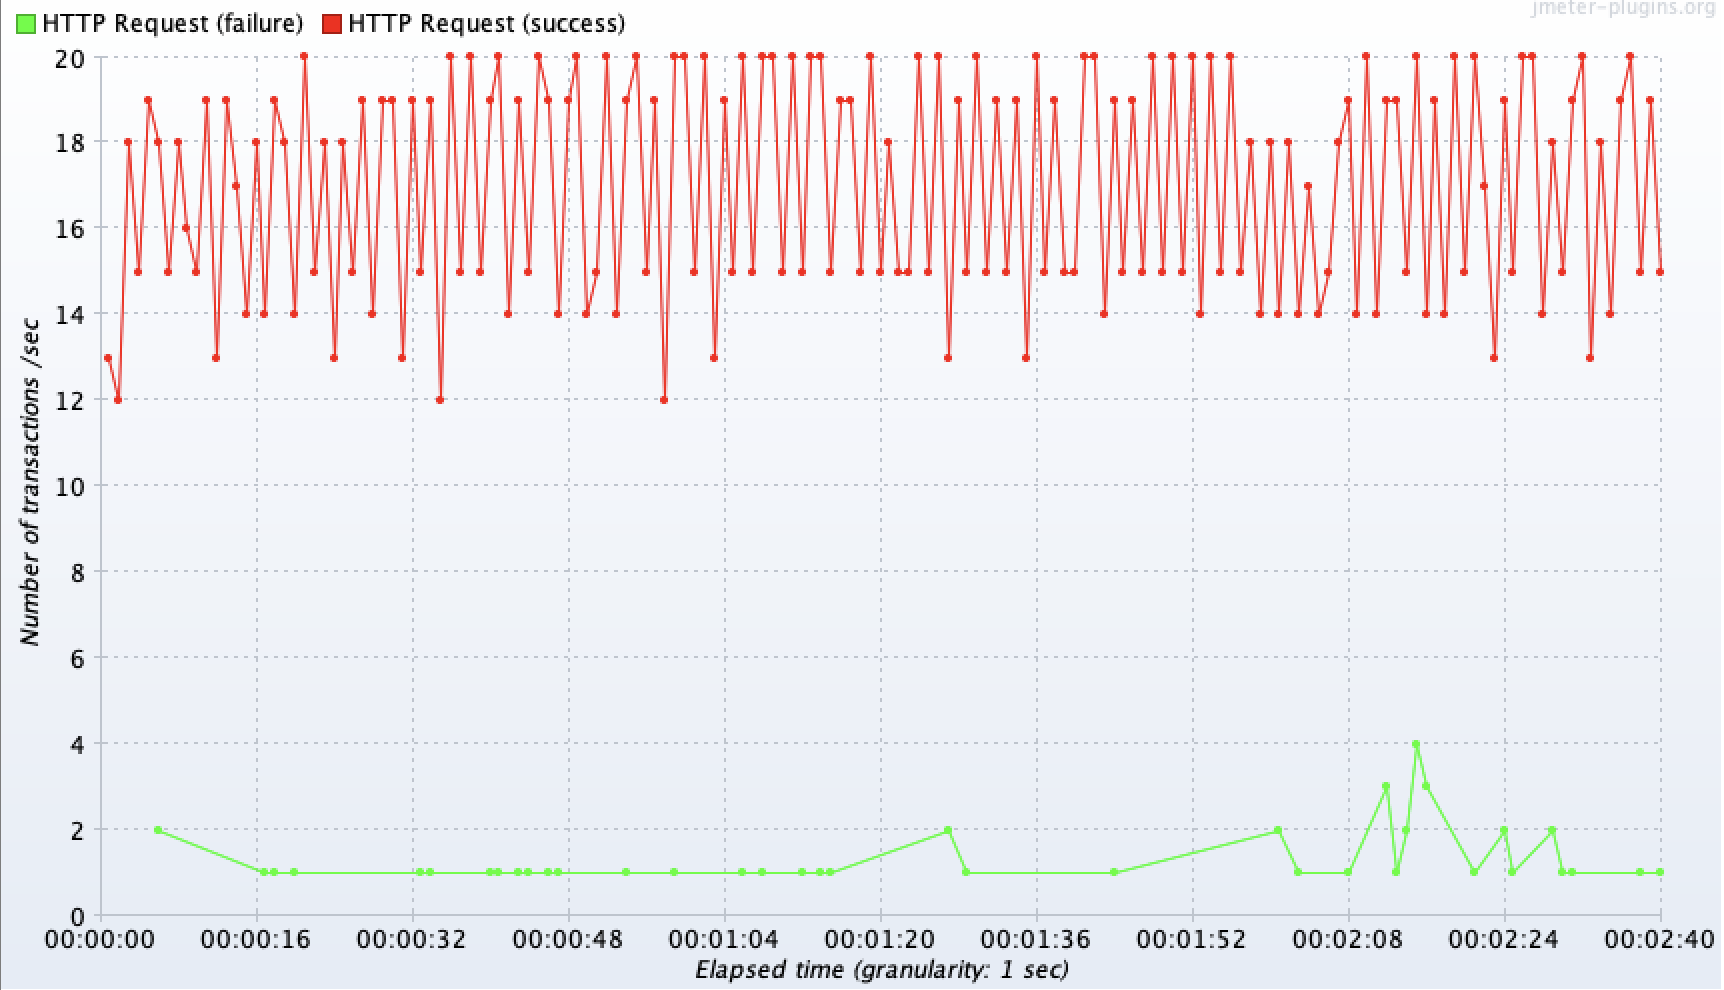 jmeter-plugins.org
HTTP Request (failure) HTTP Request (success)
20
18
16
14
12
10
8
6
4
2
0
Number of transactions /sec
00:00:00 00:00:16 00:00:32 00:00:48 00:01:04 00:01:20 00:01:36 00:01:52 00:02:08 00:02:24 00:02:40
Elapsed time (granularity: 1 sec)